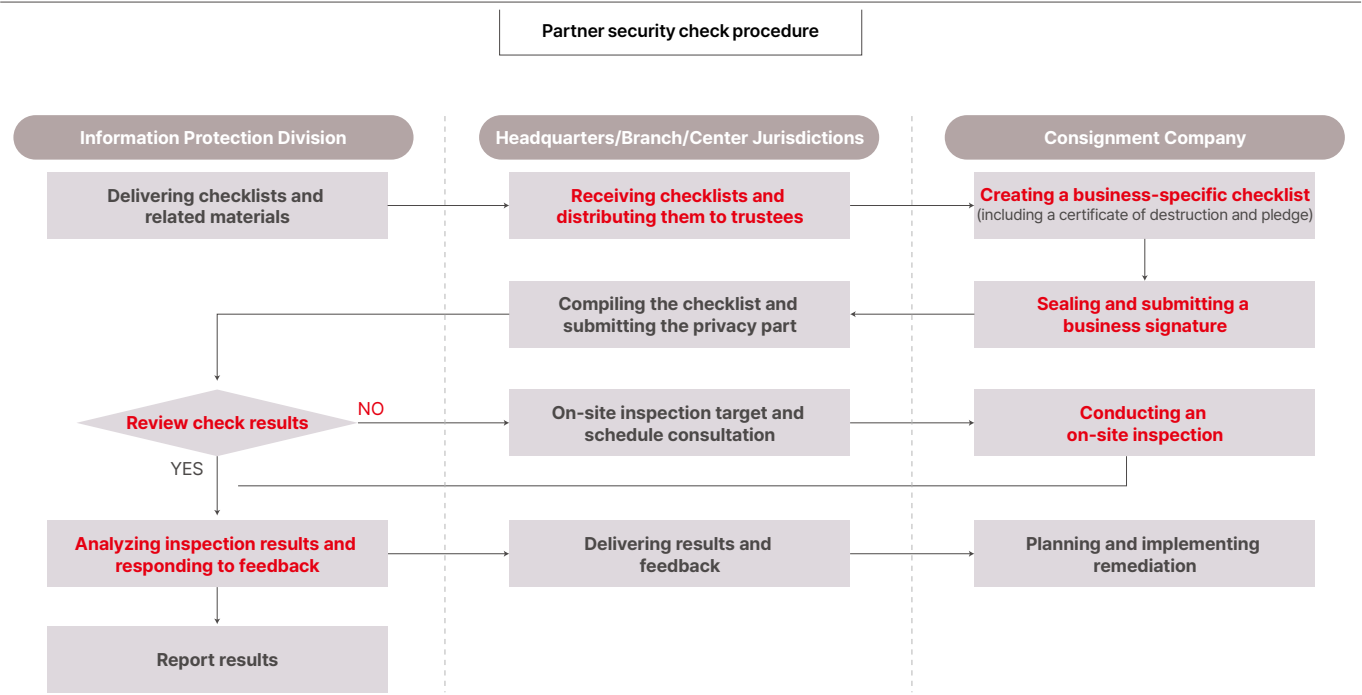 Partner security check procedure
Information Protection Division
Headquarters/Branch/Center Jurisdictions
Consignment Company
Delivering checklists and
related materials
Receiving checklists and
distributing them to trustees
Creating a business-specific checklist
(including a certificate of destruction and pledge)
Compiling the checklist and
submitting the privacy part
Sealing and submitting a
business signature
Review check results
NO
On-site inspection target and
schedule consultation
Conducting an
on-site inspection
YES
Analyzing inspection results and
responding to feedback
Delivering results and
feedback
Planning and implementing
remediation
Report results